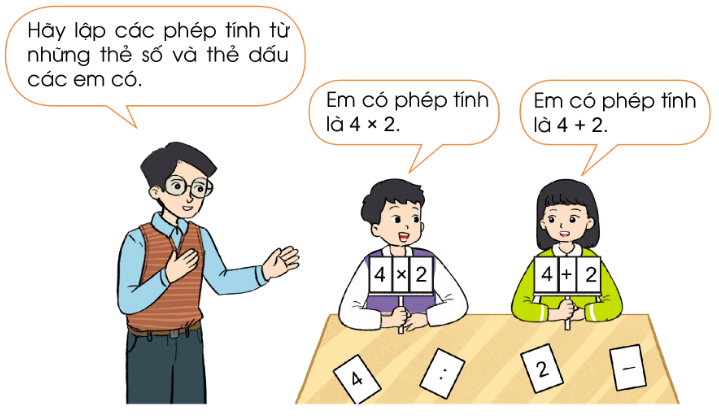 Hãy lập các phép tính từ
những thẻ số và thẻ dấu
các em có.
Em có phép tính
là 4 × 2.
Em có phép tính
là 4 + 2.
4 × 2
4 + 2
4
:
2
−